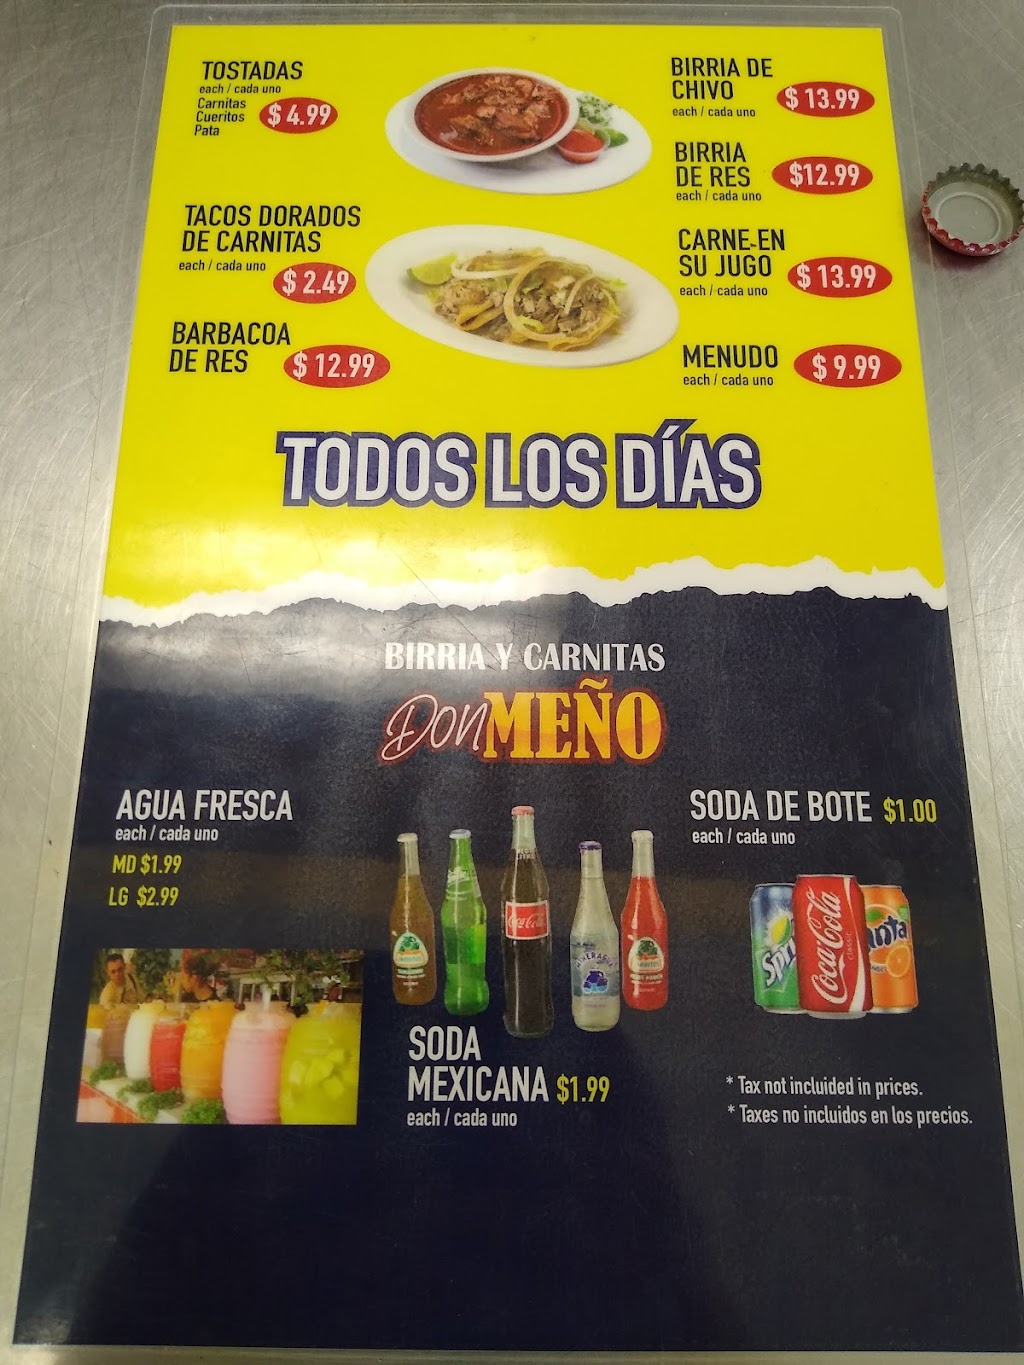 TOSTADAS
each / cada uno
Carnitas
Cueritos
Pata
$ 4.99
TACOS DORADOS
DE CARNITAS
each / cada uno
$ 2.49
BARBACOA
DE RES
$ 12.99
BIRRIA DE
CHIVO
each / cada uno
$ 13.99
BIRRIA
DE RES
each / cada uno
$12.99
CARNE EN
SU JUGO
each / cada uno
$ 13.99
MENUDO
each / cada uno
$ 9.99
TODOS LOS DÍAS
BIRRIA Y CARNITAS
Don MEÑO
AGUA FRESCA
each / cada uno
MD $1.99
LG $2.99
Coca-Cola
SODA
MEXICANA $1.99
each / cada uno
SODA DE BOTE $1.00
each / cada uno
Coca-Cola
CLASSIC
* Tax not incluided in prices.
* Taxes no incluidos en los precios.